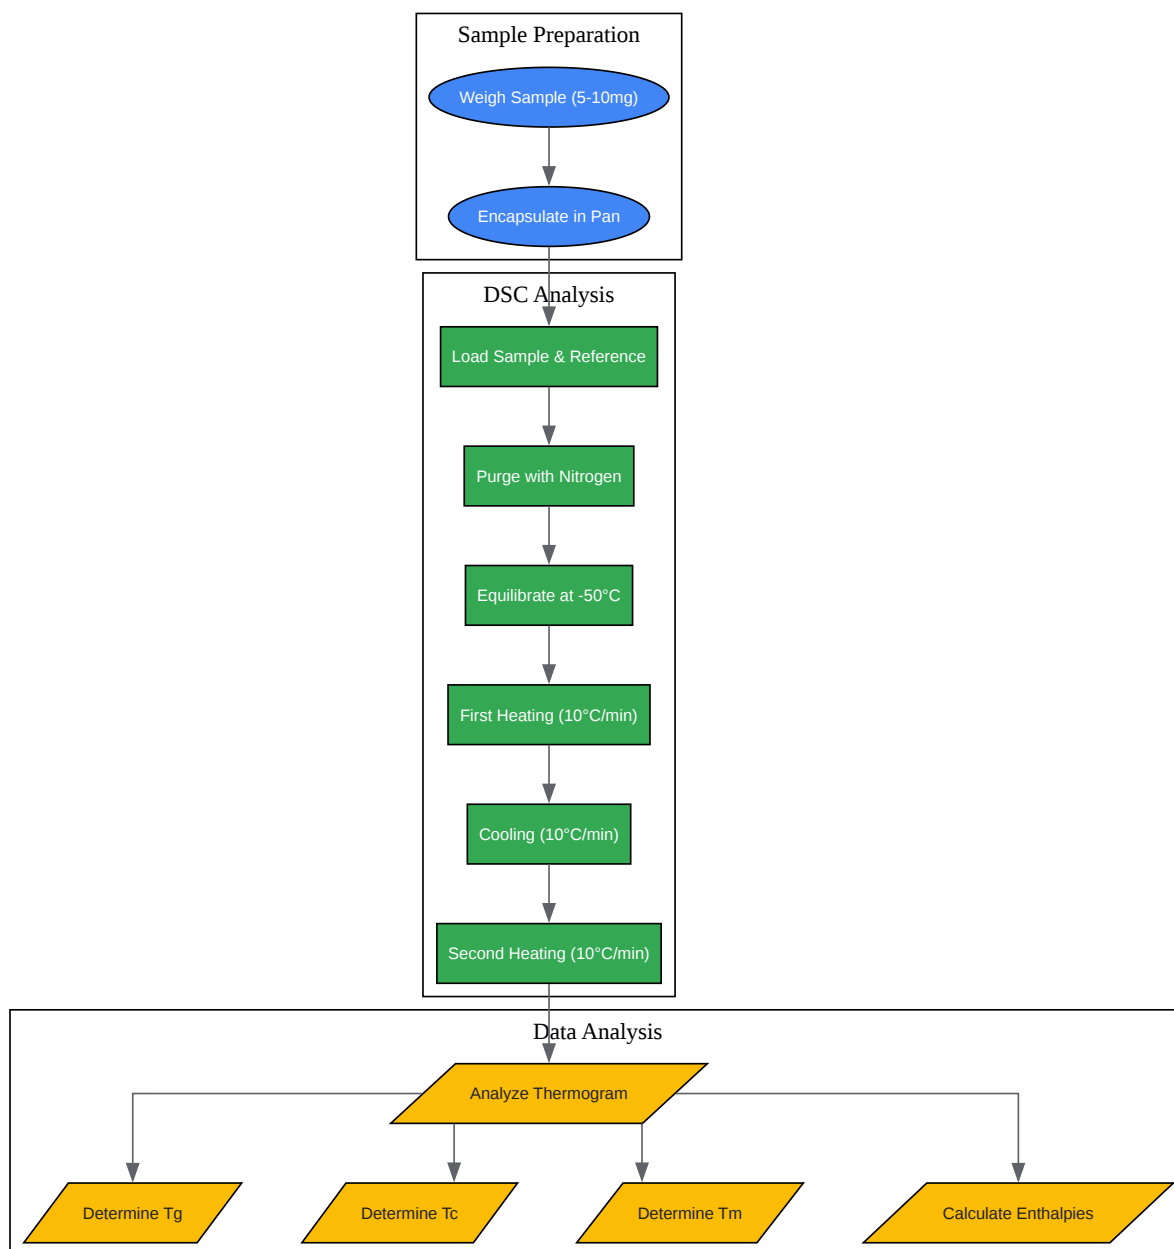 Sample Preparation
Weigh Sample (5-10mg)
Encapsulate in Pan
DSC Analysis
Load Sample & Reference
Purge with Nitrogen
Equilibrate at -50°C
First Heating (10°C/min)
Cooling (10°C/min)
Second Heating (10°C/min)
Data Analysis
Analyze Thermogram
Determine Tg
Determine Tc
Determine Tm
Calculate Enthalpies